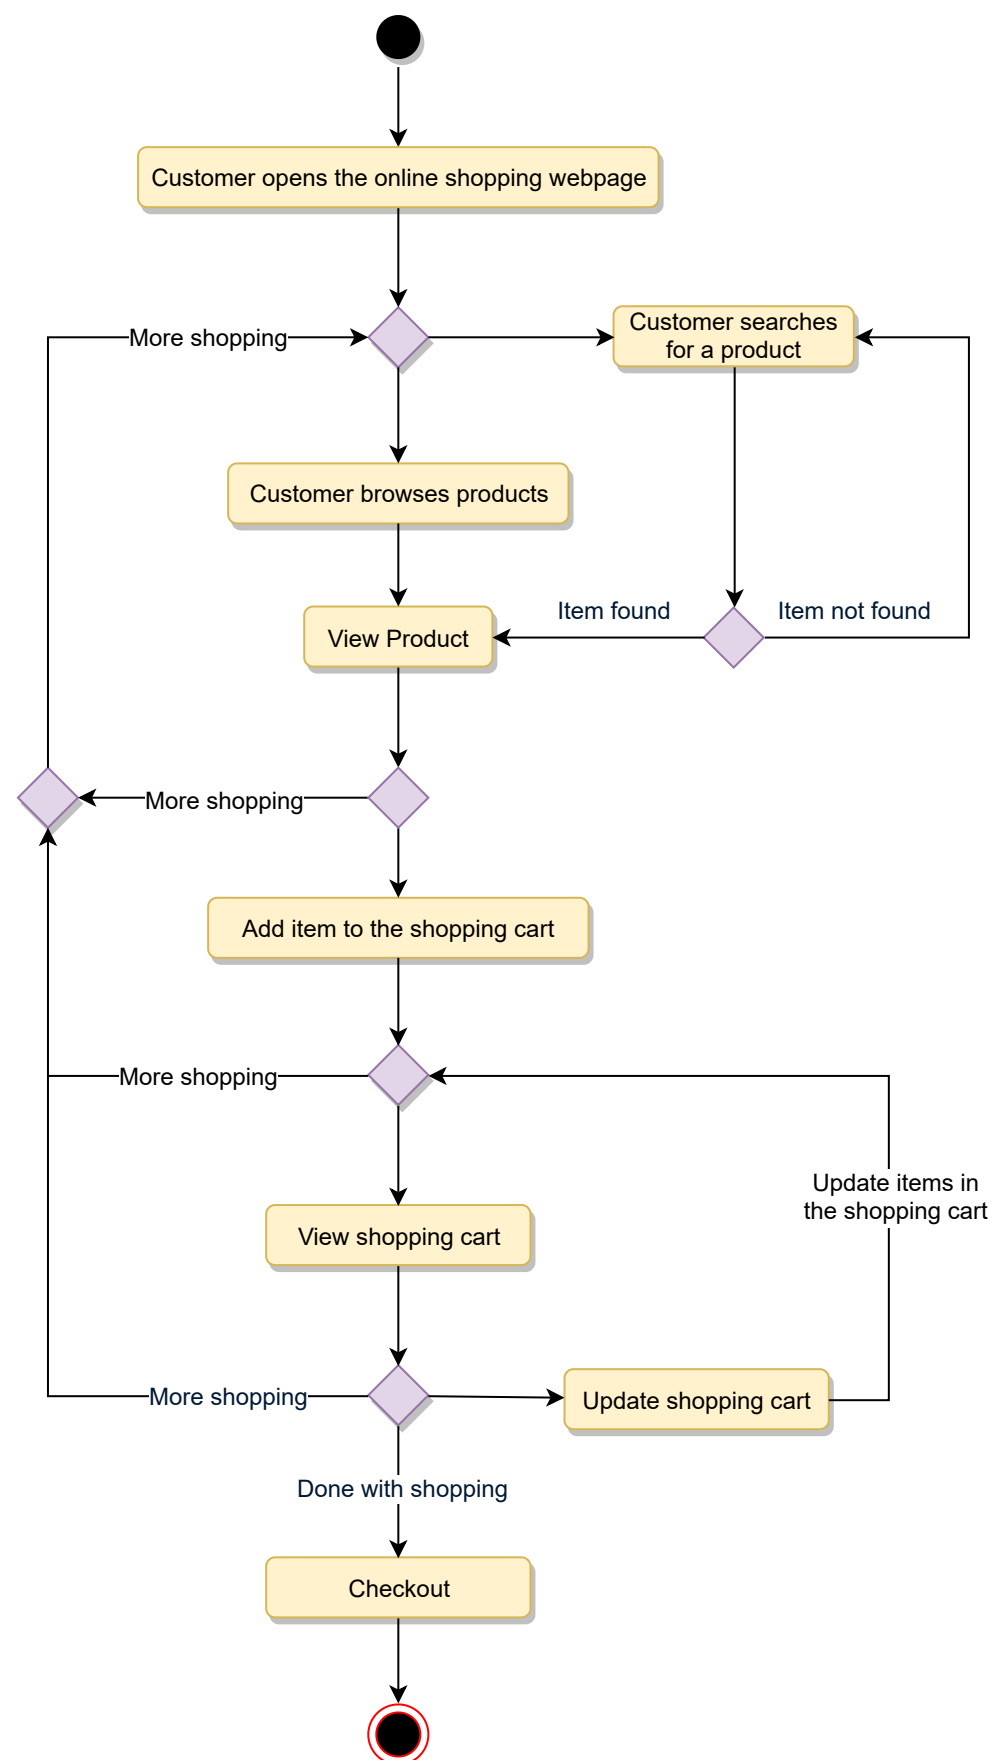 Customer opens the online shopping webpage
More shopping
Customer searches
for a product
Customer browses products
Item found
Item not found
View Product
More shopping
Add item to the shopping cart
More shopping
Update items in
the shopping cart
View shopping cart
More shopping
Update shopping cart
Done with shopping
Checkout